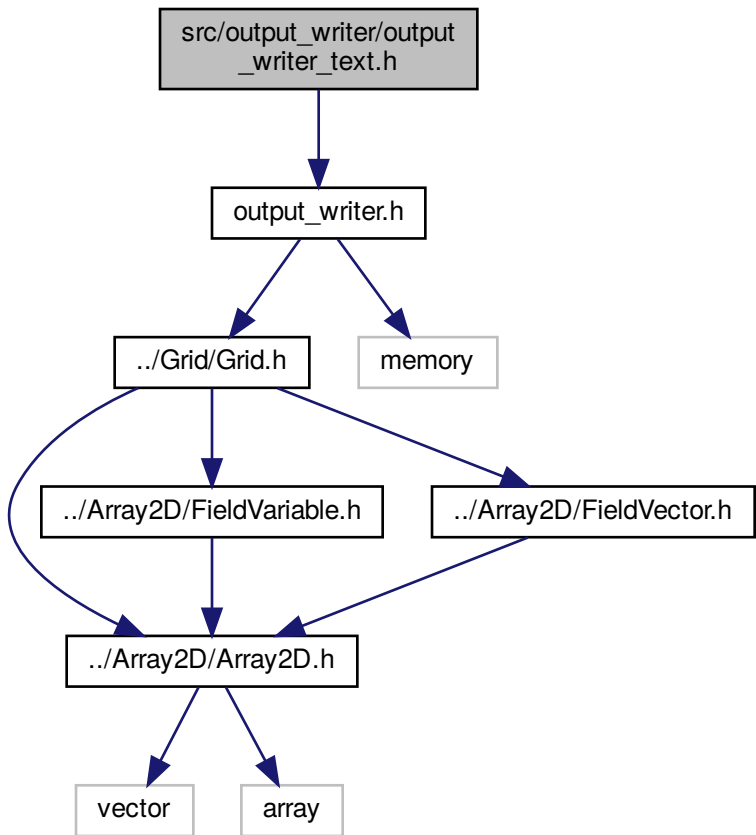 src/output_writer/output
_writer_text.h
output_writer.h
../Grid/Grid.h
memory
../Array2D/FieldVariable.h
../Array2D/FieldVector.h
../Array2D/Array2D.h
vector
array